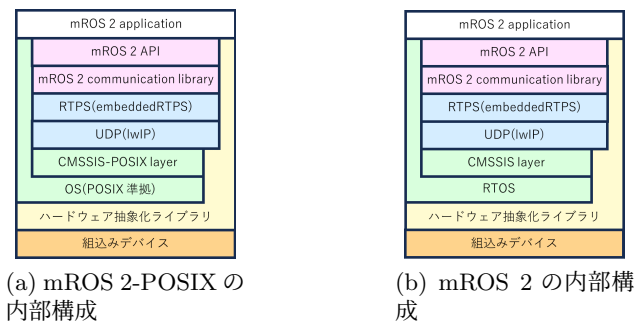 mROS 2 application
mROS 2 API
mROS 2 communication library
RTPS(embeddedRTPS)
UDP(lwIP)
CMSSIS-POSIX layer
OS(POSIX 準拠)
ハードウェア抽象化ライブラリ
組込みデバイス
(a) mROS 2-POSIX の
内部構成
mROS 2 application
mROS 2 API
mROS 2 communication library
RTPS(embeddedRTPS)
UDP(lwIP)
CMSSIS layer
RTOS
ハードウェア抽象化ライブラリ
組込みデバイス
(b) mROS 2 の内部構
成